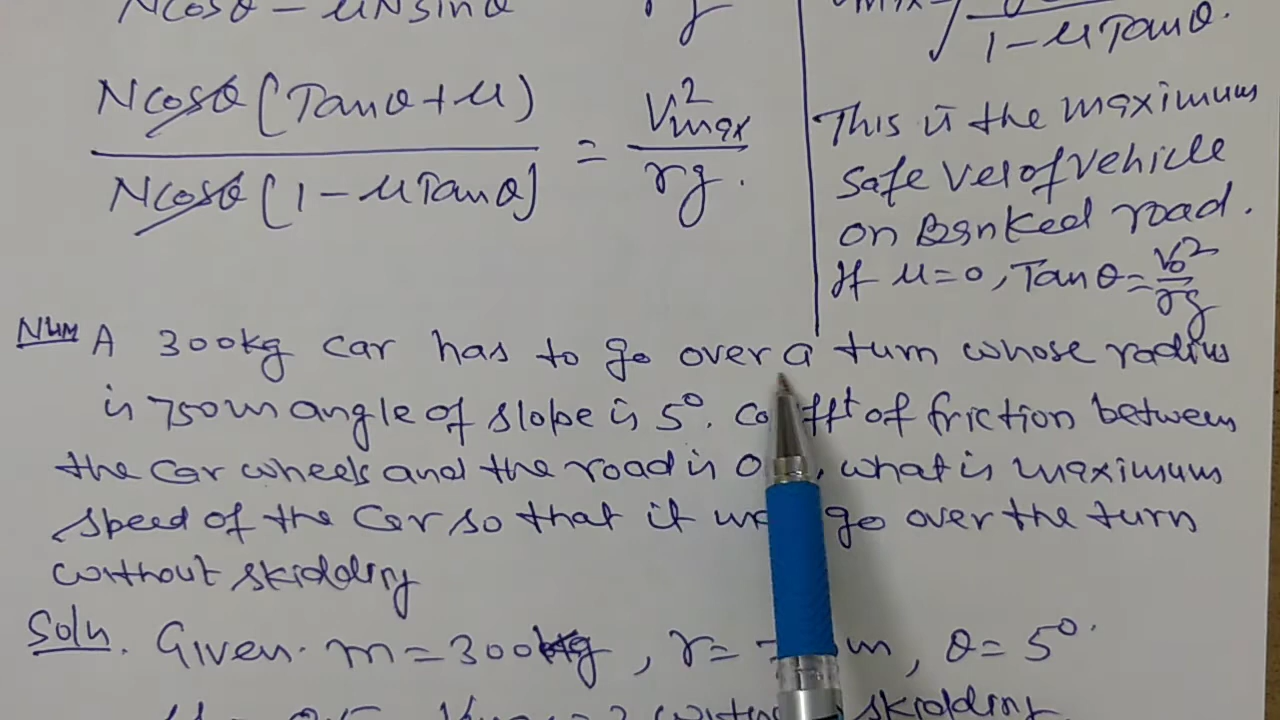 Ncosθ - μNsinθ
Ncosθ (Tanθ + μ)
Ncosθ (1 - μTanθ]
=
V²max
rg.
1 - μTanθ.
This is the maximum
safe vel of vehicle
on Banked road.
If μ = 0, Tanθ = V₀²
rg
Num A 300kg car has to go over a turn whose radius
is 750m angle of slope is 5°. of friction between
the car wheels and the road is what is maximum
speed of the car so that it go over the turn
without skidding
Soln. Given. m = 300kg, r = m, θ = 5°.
skidding